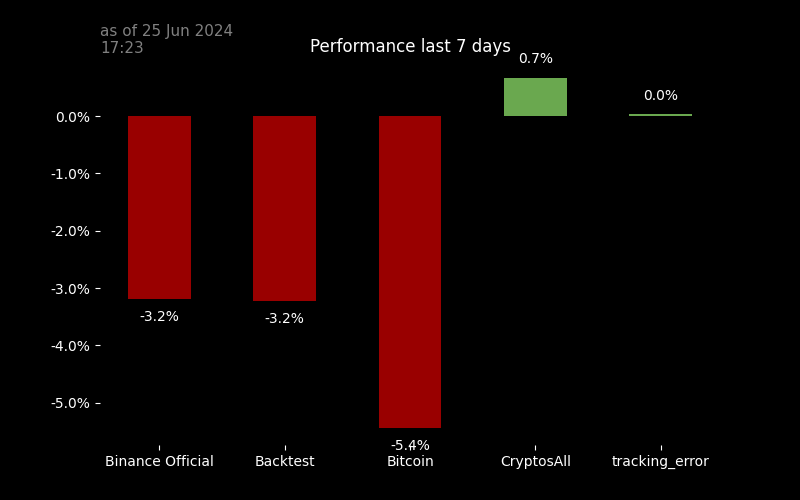 as of 25 Jun 2024
17:23
Performance last 7 days
0.7%
0.0%
0.0%
-1.0%
-2.0%
-3.0%
-3.2%
-3.2%
-4.0%
-5.0%
-5.4%
Binance Official
Backtest
Bitcoin
CryptosAll
tracking_error